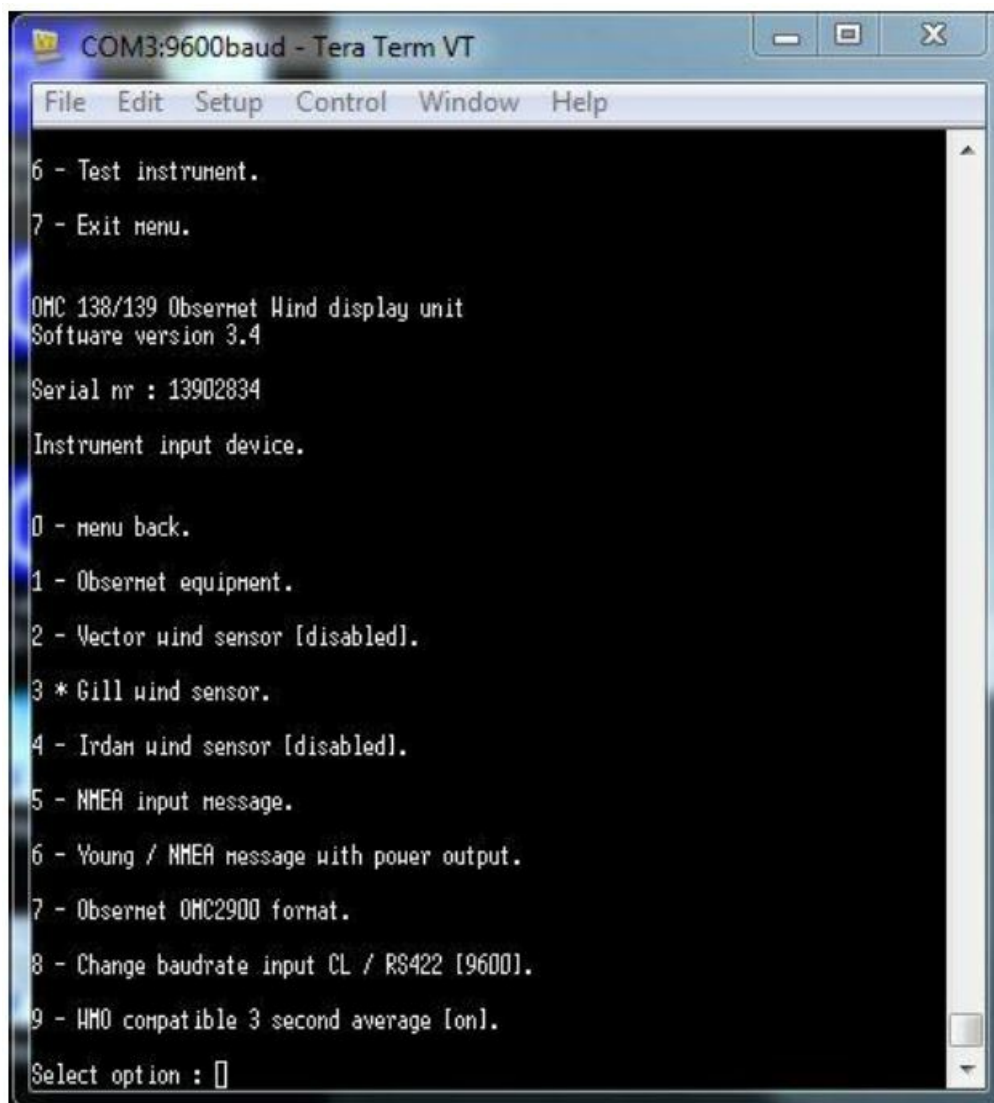 COM3:9600baud - Tera Term VT
File Edit Setup Control Window Help
6 - Test instrument.
7 - Exit menu.
OMC 138/139 Obsermet Wind display unit
Software version 3.4
Serial nr : 13902834
Instrument input device.
0 - menu back.
1 - Obsermet equipment.
2 - Vector wind sensor [disabled].
3 * Gill wind sensor.
4 - Irdam wind sensor [disabled].
5 - NMEA input message.
6 - Young / NMEA message with power output.
7 - Obsermet OMC2900 format.
8 - Change baudrate input CL / RS422 [9600].
9 - WMO compatible 3 second average [on].
Select option :